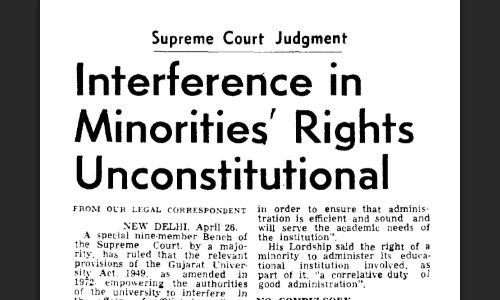 Supreme Court Judgment
Interference in
Minorities' Rights
Unconstitutional
FROM OUR LEGAL CORRESPONDENT
NEW DELHI, April 26.
A special nine-member Bench of
the Supreme Court, by a majo-
rity, has ruled that the relevant
provisions of the Gujarat Univer-
sity Act, 1949, as amended in
1972, empowering the authorities
of the university to interfere in
in order to ensure that adminis-
tration is efficient and sound and
will serve the academic needs of
the institution".
His Lordship said the right of a
minority to administer its educa-
tional institution involved, as
part of it, "a correlative duty of
good administration".
NO COMPULSORY